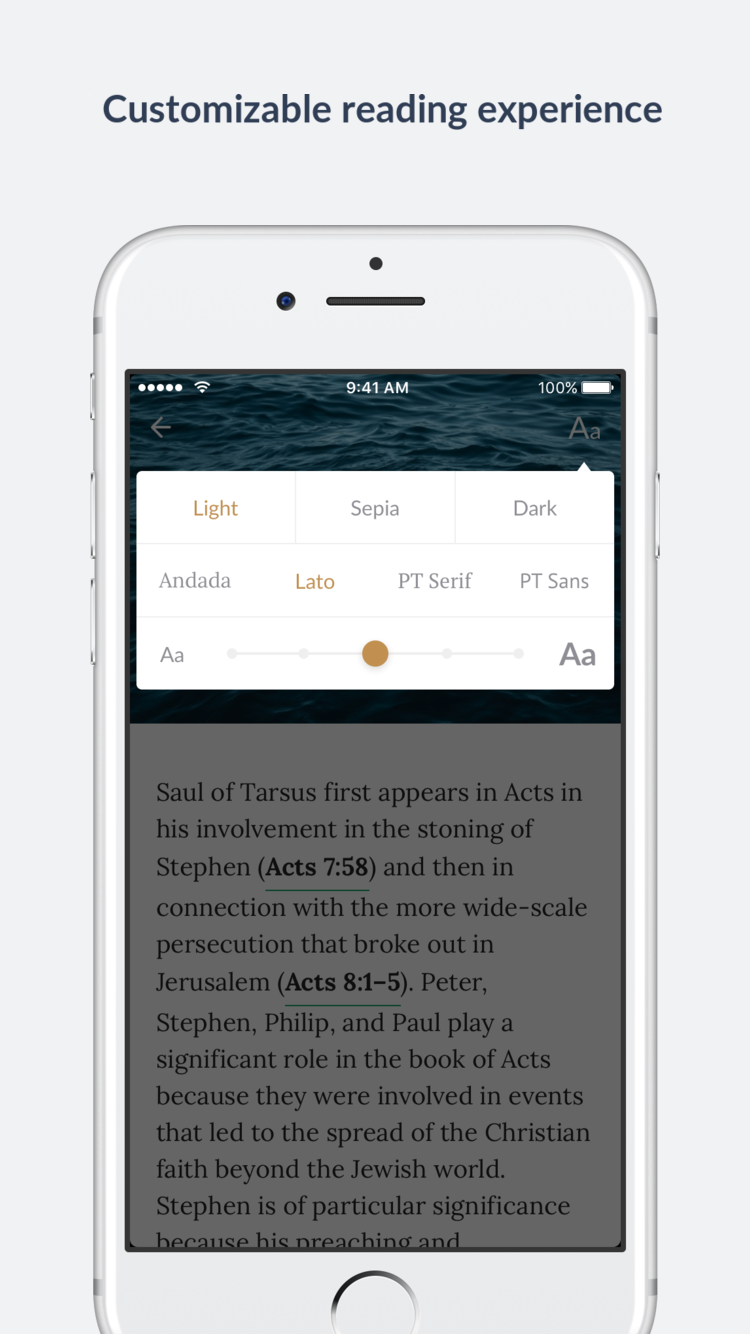 Customizable reading experience
9:41 AM
100%
Aa
Light Sepia Dark
Andada Lato PT Serif PT Sans
Aa Aa
Saul of Tarsus first appears in Acts in
his involvement in the stoning of
Stephen (Acts 7:58) and then in
connection with the more wide-scale
persecution that broke out in
Jerusalem (Acts 8:1–5). Peter,
Stephen, Philip, and Paul play a
significant role in the book of Acts
because they were involved in events
that led to the spread of the Christian
faith beyond the Jewish world.
Stephen is of particular significance
because his preaching and